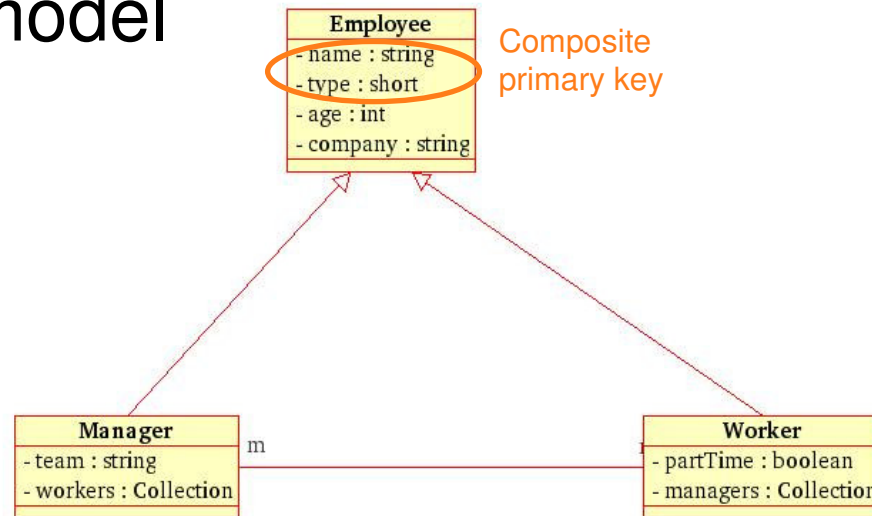 model
Employee
- name : string
- type : short
- age : int
- company : string
Composite
primary key
Manager
- team : string
- workers : Collection
m
Worker
- partTime : boolean
- managers : Collection